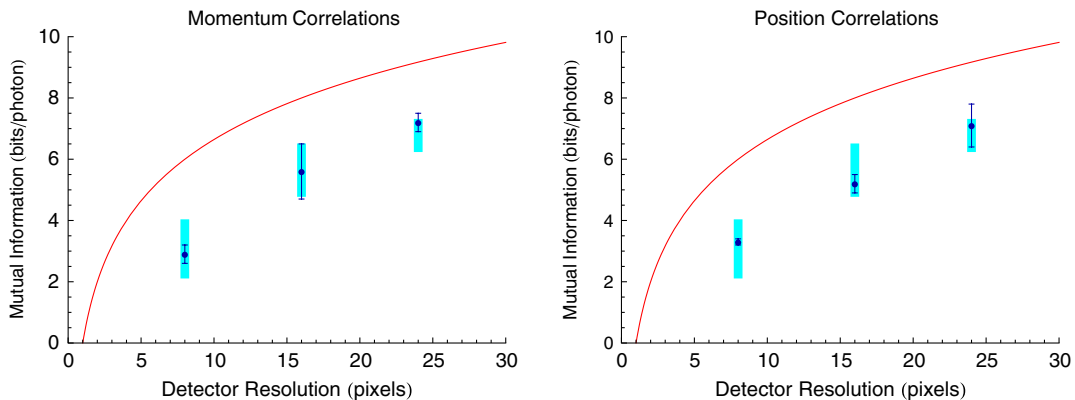 Momentum Correlations
10
8
6
4
2
0
Mutual Information (bits/photon)
0 5 10 15 20 25 30
Detector Resolution (pixels)
Position Correlations
10
8
6
4
2
0
Mutual Information (bits/photon)
0 5 10 15 20 25 30
Detector Resolution (pixels)